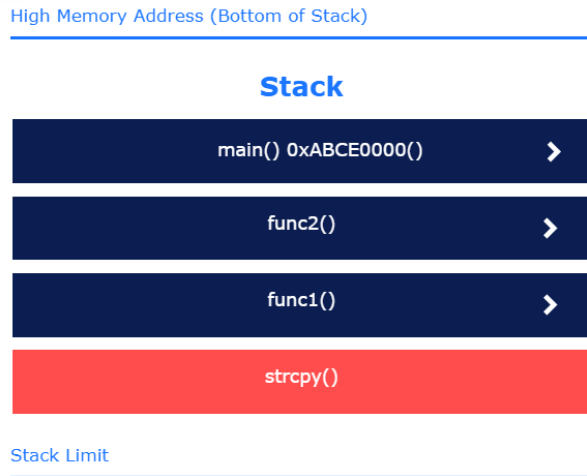 High Memory Address (Bottom of Stack)
Stack
main() 0xABCE0000()
func2()
func1()
strcpy()
Stack Limit